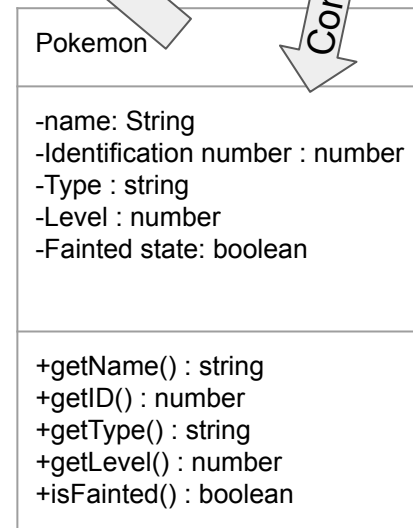 Pokemon
-name: String
-Identification number : number
-Type : string
-Level : number
-Fainted state: boolean
+getName() : string
+getID() : number
+getType() : string
+getLevel() : number
+isFainted() : boolean